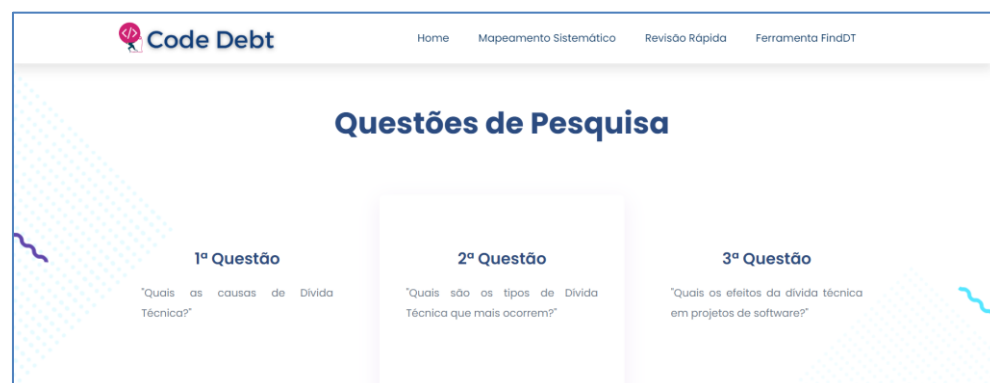 Code Debt
Home Mapeamento Sistemático Revisão Rápida Ferramenta FindDT
Questões de Pesquisa
1ª Questão
"Quais as causas de Dívida
Técnica?"
2ª Questão
"Quais são os tipos de Dívida
Técnica que mais ocorrem?"
3ª Questão
"Quais os efeitos da dívida técnica
em projetos de software?"